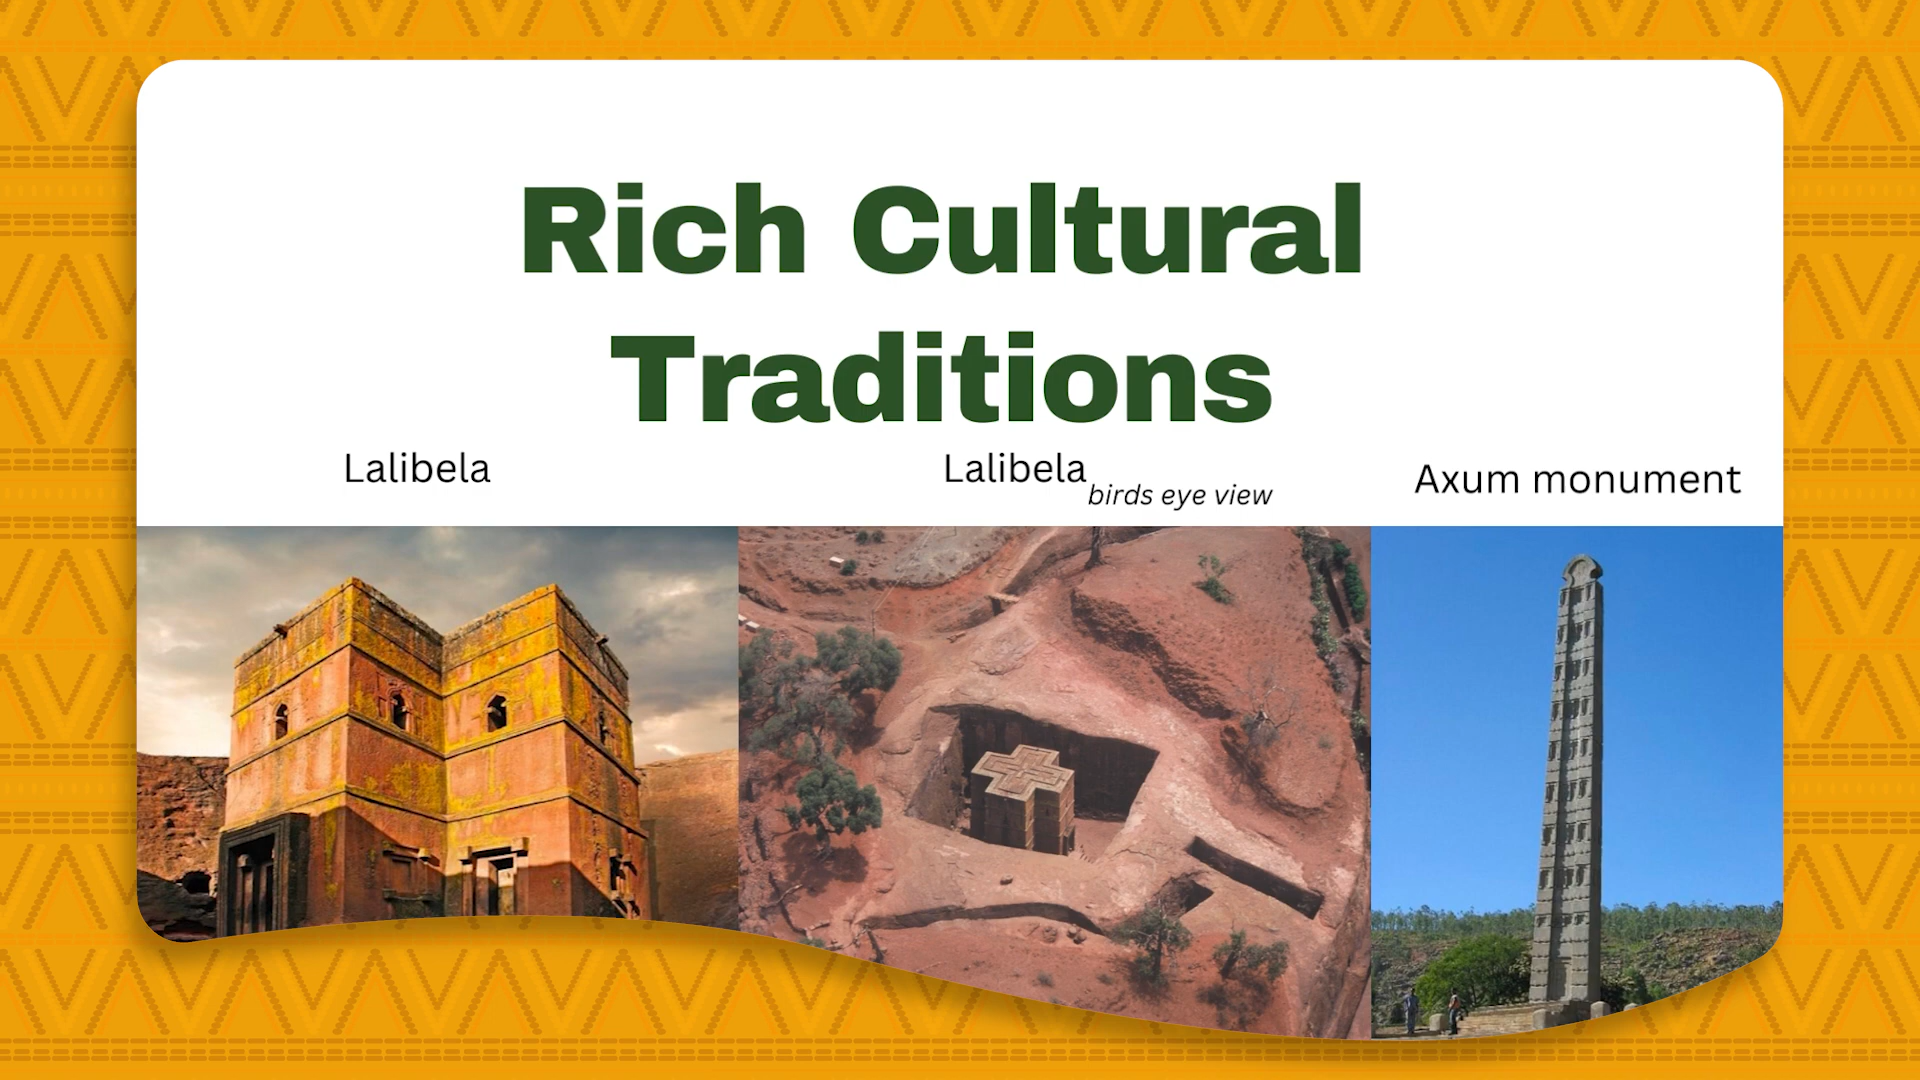 Rich Cultural
Traditions
Lalibela
Lalibela birds eye view
Axum monument